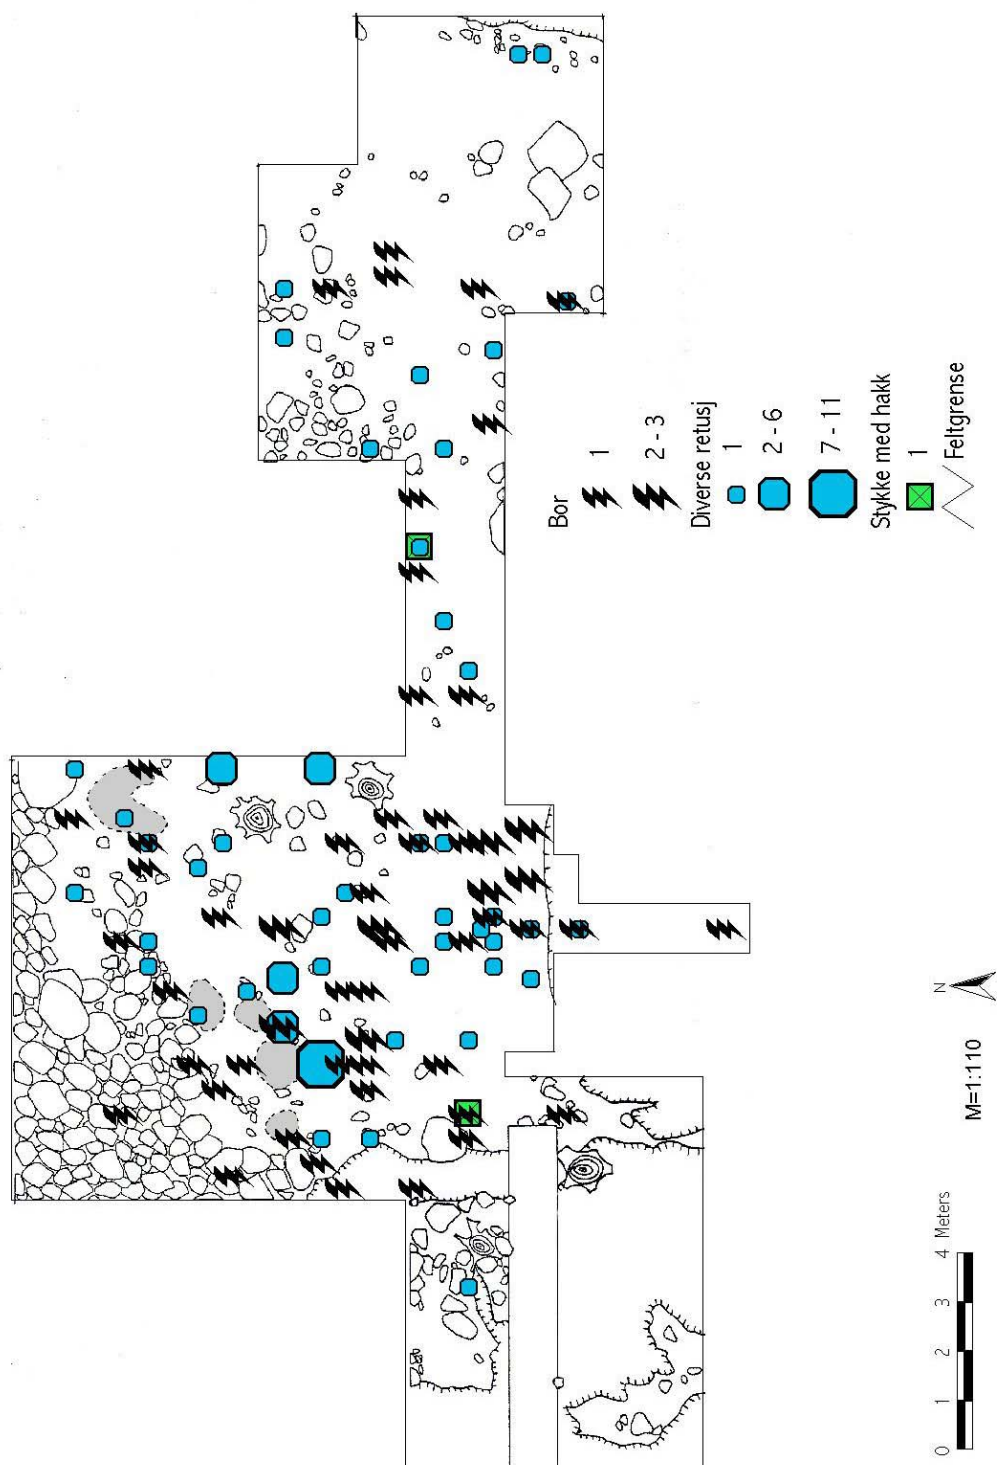 Bor
1
2 - 3
Diverse retusj
1
2 - 6
7 - 11
Stykke med hakk
1
Feltgrense
N
M=1:110
0 1 2 3 4 Meters